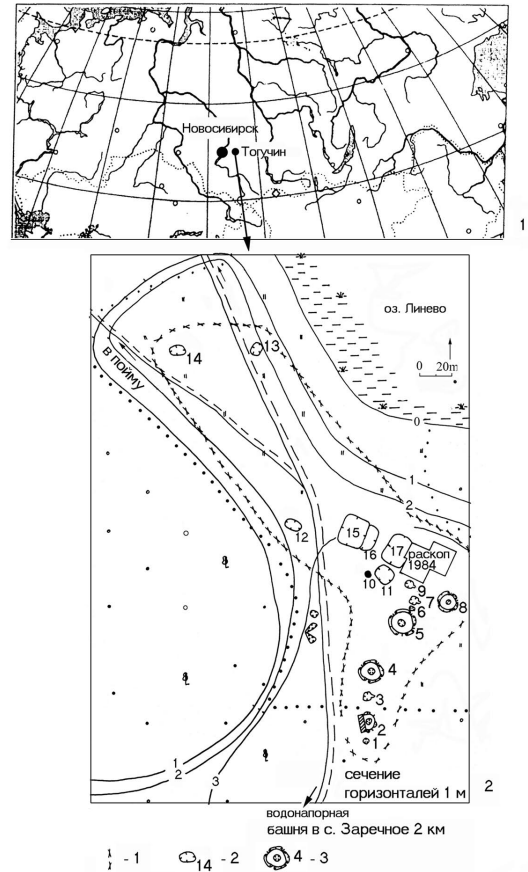 Новосибирск
Тогучин
1
оз. Линево
0 20m
14
13
в пойму
0
1
2
12
15
16
17
раскоп
1984
10
11
9
7
6
8
5
4
3
2
1
1
2
3
сечение
горизонталей 1 м
2
водонапорная
башня в с. Заречное 2 км
- 1
14 - 2
4 - 3